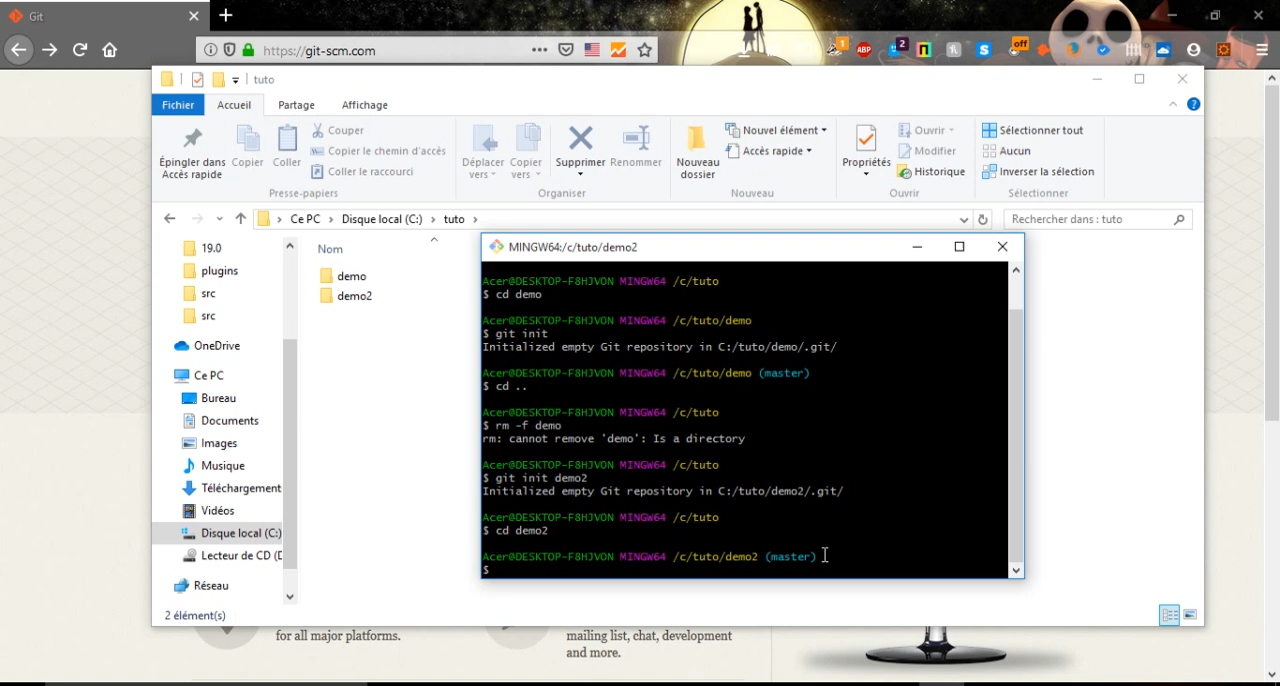 Git
https://git-scm.com
1
ABP
2
off
tuto
Fichier
Accueil
Partage
Affichage
Épingler dans
Accès rapide
Copier
Coller
Couper
Copier le chemin d'accès
Coller le raccourci
Presse-papiers
Déplacer
vers
Copier
vers
Supprimer
Renommer
Organiser
Nouveau
dossier
Nouvel élément
Accès rapide
Nouveau
Propriétés
Ouvrir
Modifier
Historique
Ouvrir
Sélectionner tout
Aucun
Inverser la sélection
Sélectionner
Ce PC > Disque local (C:) > tuto >
Rechercher dans : tuto
19.0
plugins
src
src
OneDrive
Ce PC
Bureau
Documents
Images
Musique
Téléchargement
Vidéos
Disque local (C:)
Lecteur de CD (D
Réseau
Nom
demo
demo2
2 élément(s)
MINGW64:/c/tuto/demo2
Acer@DESKTOP-F8HJVON MINGW64 /c/tuto
$ cd demo
Acer@DESKTOP-F8HJVON MINGW64 /c/tuto/demo
$ git init
Initialized empty Git repository in C:/tuto/demo/.git/
Acer@DESKTOP-F8HJVON MINGW64 /c/tuto/demo (master)
$ cd ..
Acer@DESKTOP-F8HJVON MINGW64 /c/tuto
$ rm -f demo
rm: cannot remove 'demo': Is a directory
Acer@DESKTOP-F8HJVON MINGW64 /c/tuto
$ git init demo2
Initialized empty Git repository in C:/tuto/demo2/.git/
Acer@DESKTOP-F8HJVON MINGW64 /c/tuto
$ cd demo2
Acer@DESKTOP-F8HJVON MINGW64 /c/tuto/demo2 (master)
$
for all major platforms.
mailing list, chat, development
and more.